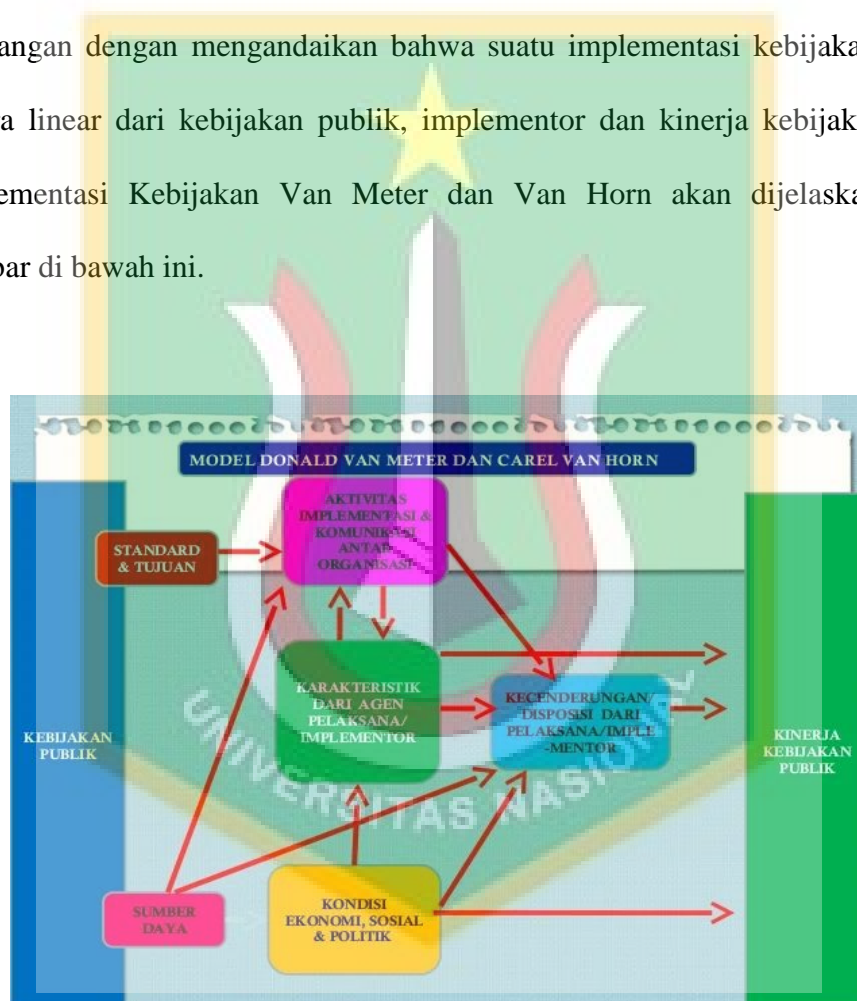 angan dengan mengandaikan bahwa suatu implementasi kebijaka
a linear dari kebijakan publik, implementor dan kinerja kebijak
ementasi Kebijakan Van Meter dan Van Horn akan dijelaska
bar di bawah ini.
MODEL DONALD VAN METER DAN CAREL VAN HORN
AKTIVITAS
IMPLEMENTASI &
KOMUNIKASI
ANTAR
ORGANISASI
STANDARD
& TUJUAN
KARAKTERISTIK
DARI AGEN
PELAKSANA/
IMPLEMENTOR
KECENDERUNGAN/
DISPOSISI DARI
PELAKSANA/IMPLE
-MENTOR
KEBIJAKAN
PUBLIK
KINERJA
KEBIJAKAN
PUBLIK
UNIVERSITAS NASIONAL
SUMBER
DAYA
KONDISI
EKONOMI, SOSIAL
& POLITIK